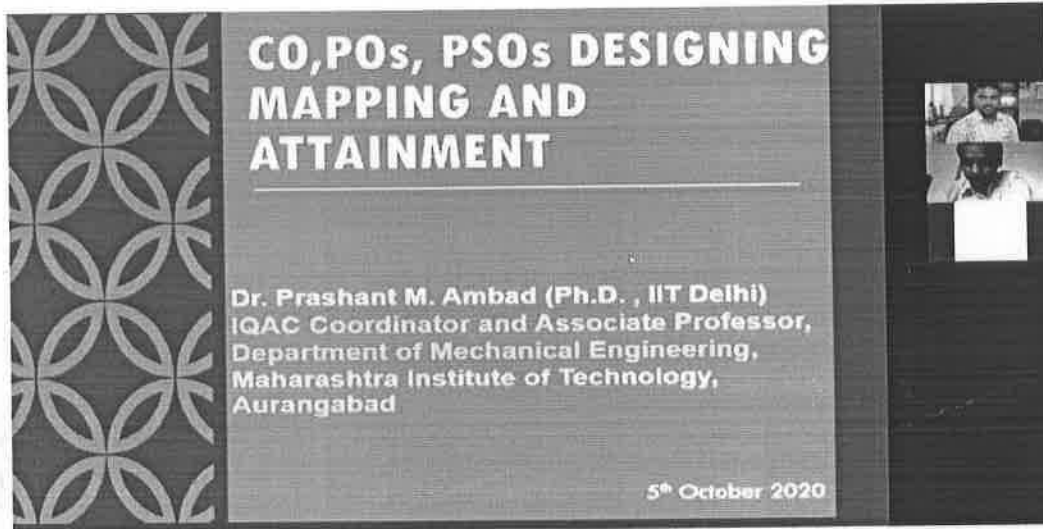 CO,POs, PSOs DESIGNING
MAPPING AND
ATTAINMENT
Dr. Prashant M. Ambad (Ph.D. , IIT Delhi)
IQAC Coordinator and Associate Professor,
Department of Mechanical Engineering,
Maharashtra Institute of Technology,
Aurangabad
5th October 2020